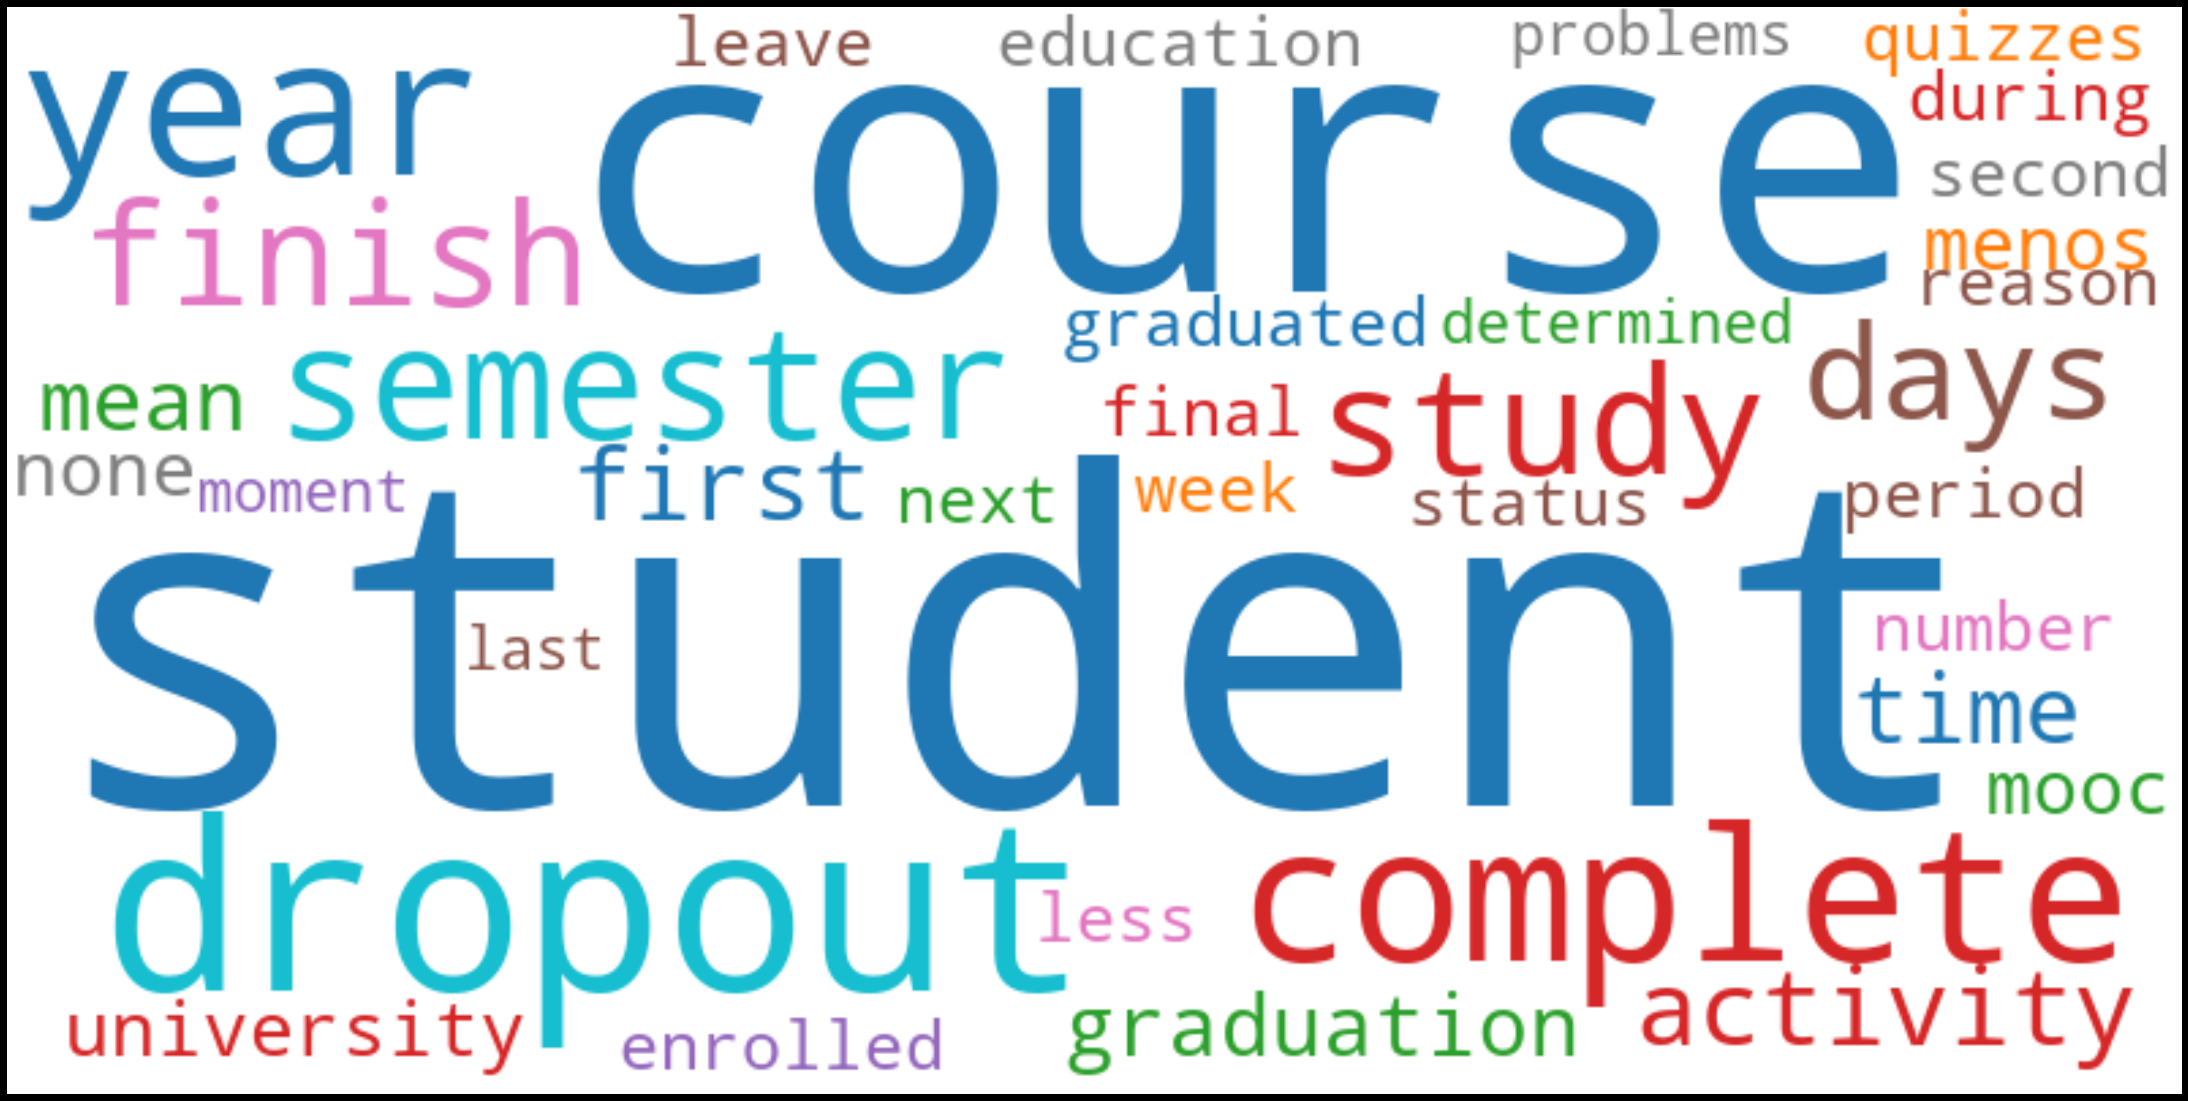 leave education problems quizzes
year course during
second
finish menos
reason
graduated determined
semester days
mean final study
none moment first next week status period
student
last number
time
mooc
dropout complete
less
university enrolled graduation activity